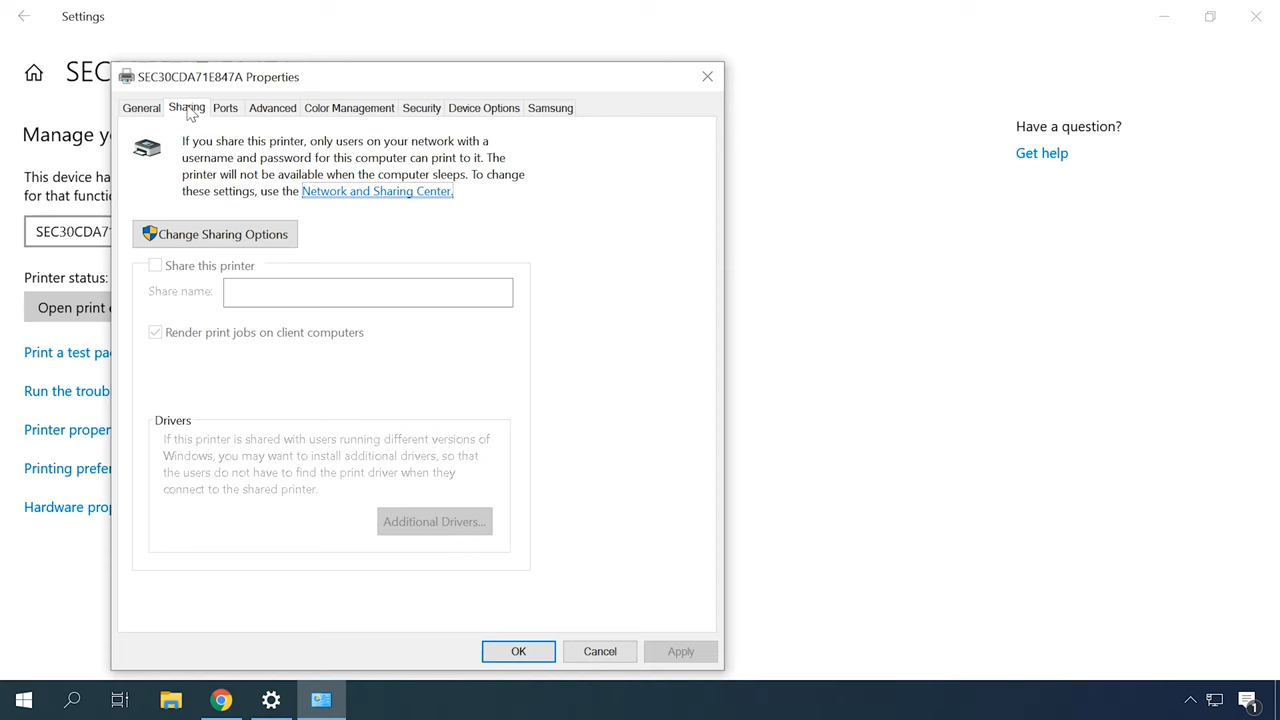 Settings
SEC
SEC30CDA71E847A Properties
General Sharing Ports Advanced Color Management Security Device Options Samsung
Manage y
Have a question?
Get help
If you share this printer, only users on your network with a
username and password for this computer can print to it. The
printer will not be available when the computer sleeps. To change
these settings, use the Network and Sharing Center.
This device ha
for that functi
SEC30CDA7
Change Sharing Options
Share this printer
Share name:
Printer status:
Open print
Render print jobs on client computers
Print a test pa
Run the troub
Drivers
If this printer is shared with users running different versions of
Windows, you may want to install additional drivers, so that
the users do not have to find the print driver when they
connect to the shared printer.
Printer proper
Printing prefer
Hardware prop
Additional Drivers...
OK Cancel Apply
1